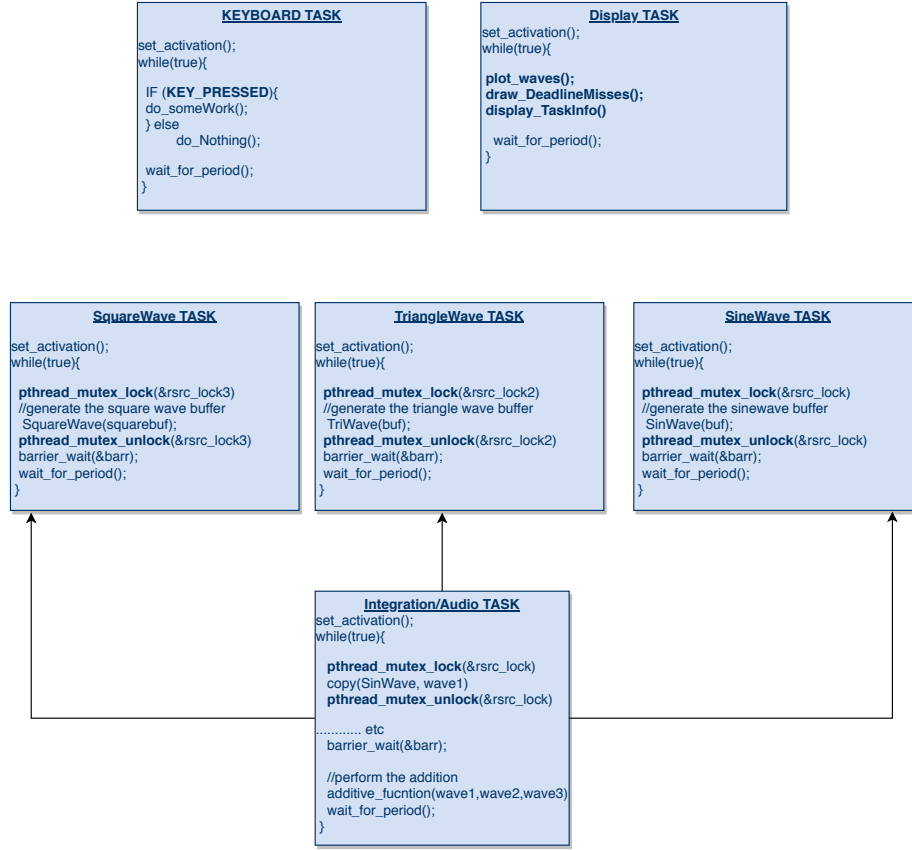 KEYBOARD TASK
set_activation();
while(true){
IF (KEY_PRESSED){
do_someWork();
} else
do_Nothing();
wait_for_period();
}
Display TASK
set_activation();
while(true){
plot_waves();
draw_DeadlineMisses();
display_TaskInfo()
wait_for_period();
}
SquareWave TASK
set_activation();
while(true){
pthread_mutex_lock(&rsrc_lock3)
//generate the square wave buffer
SquareWave(squarebuf);
pthread_mutex_unlock(&rsrc_lock3)
barrier_wait(&barr);
wait_for_period();
}
TriangleWave TASK
set_activation();
while(true){
pthread_mutex_lock(&rsrc_lock2)
//generate the triangle wave buffer
TriWave(buf);
pthread_mutex_unlock(&rsrc_lock2)
barrier_wait(&barr);
wait_for_period();
}
SineWave TASK
set_activation();
while(true){
pthread_mutex_lock(&rsrc_lock)
//generate the sinewave buffer
SinWave(buf);
pthread_mutex_unlock(&rsrc_lock)
barrier_wait(&barr);
wait_for_period();
}
Integration/Audio TASK
set_activation();
while(true){
pthread_mutex_lock(&rsrc_lock)
copy(SinWave, wave1)
pthread_mutex_unlock(&rsrc_lock)
............ etc
barrier_wait(&barr);
//perform the addition
additive_fucntion(wave1,wave2,wave3)
wait_for_period();
}